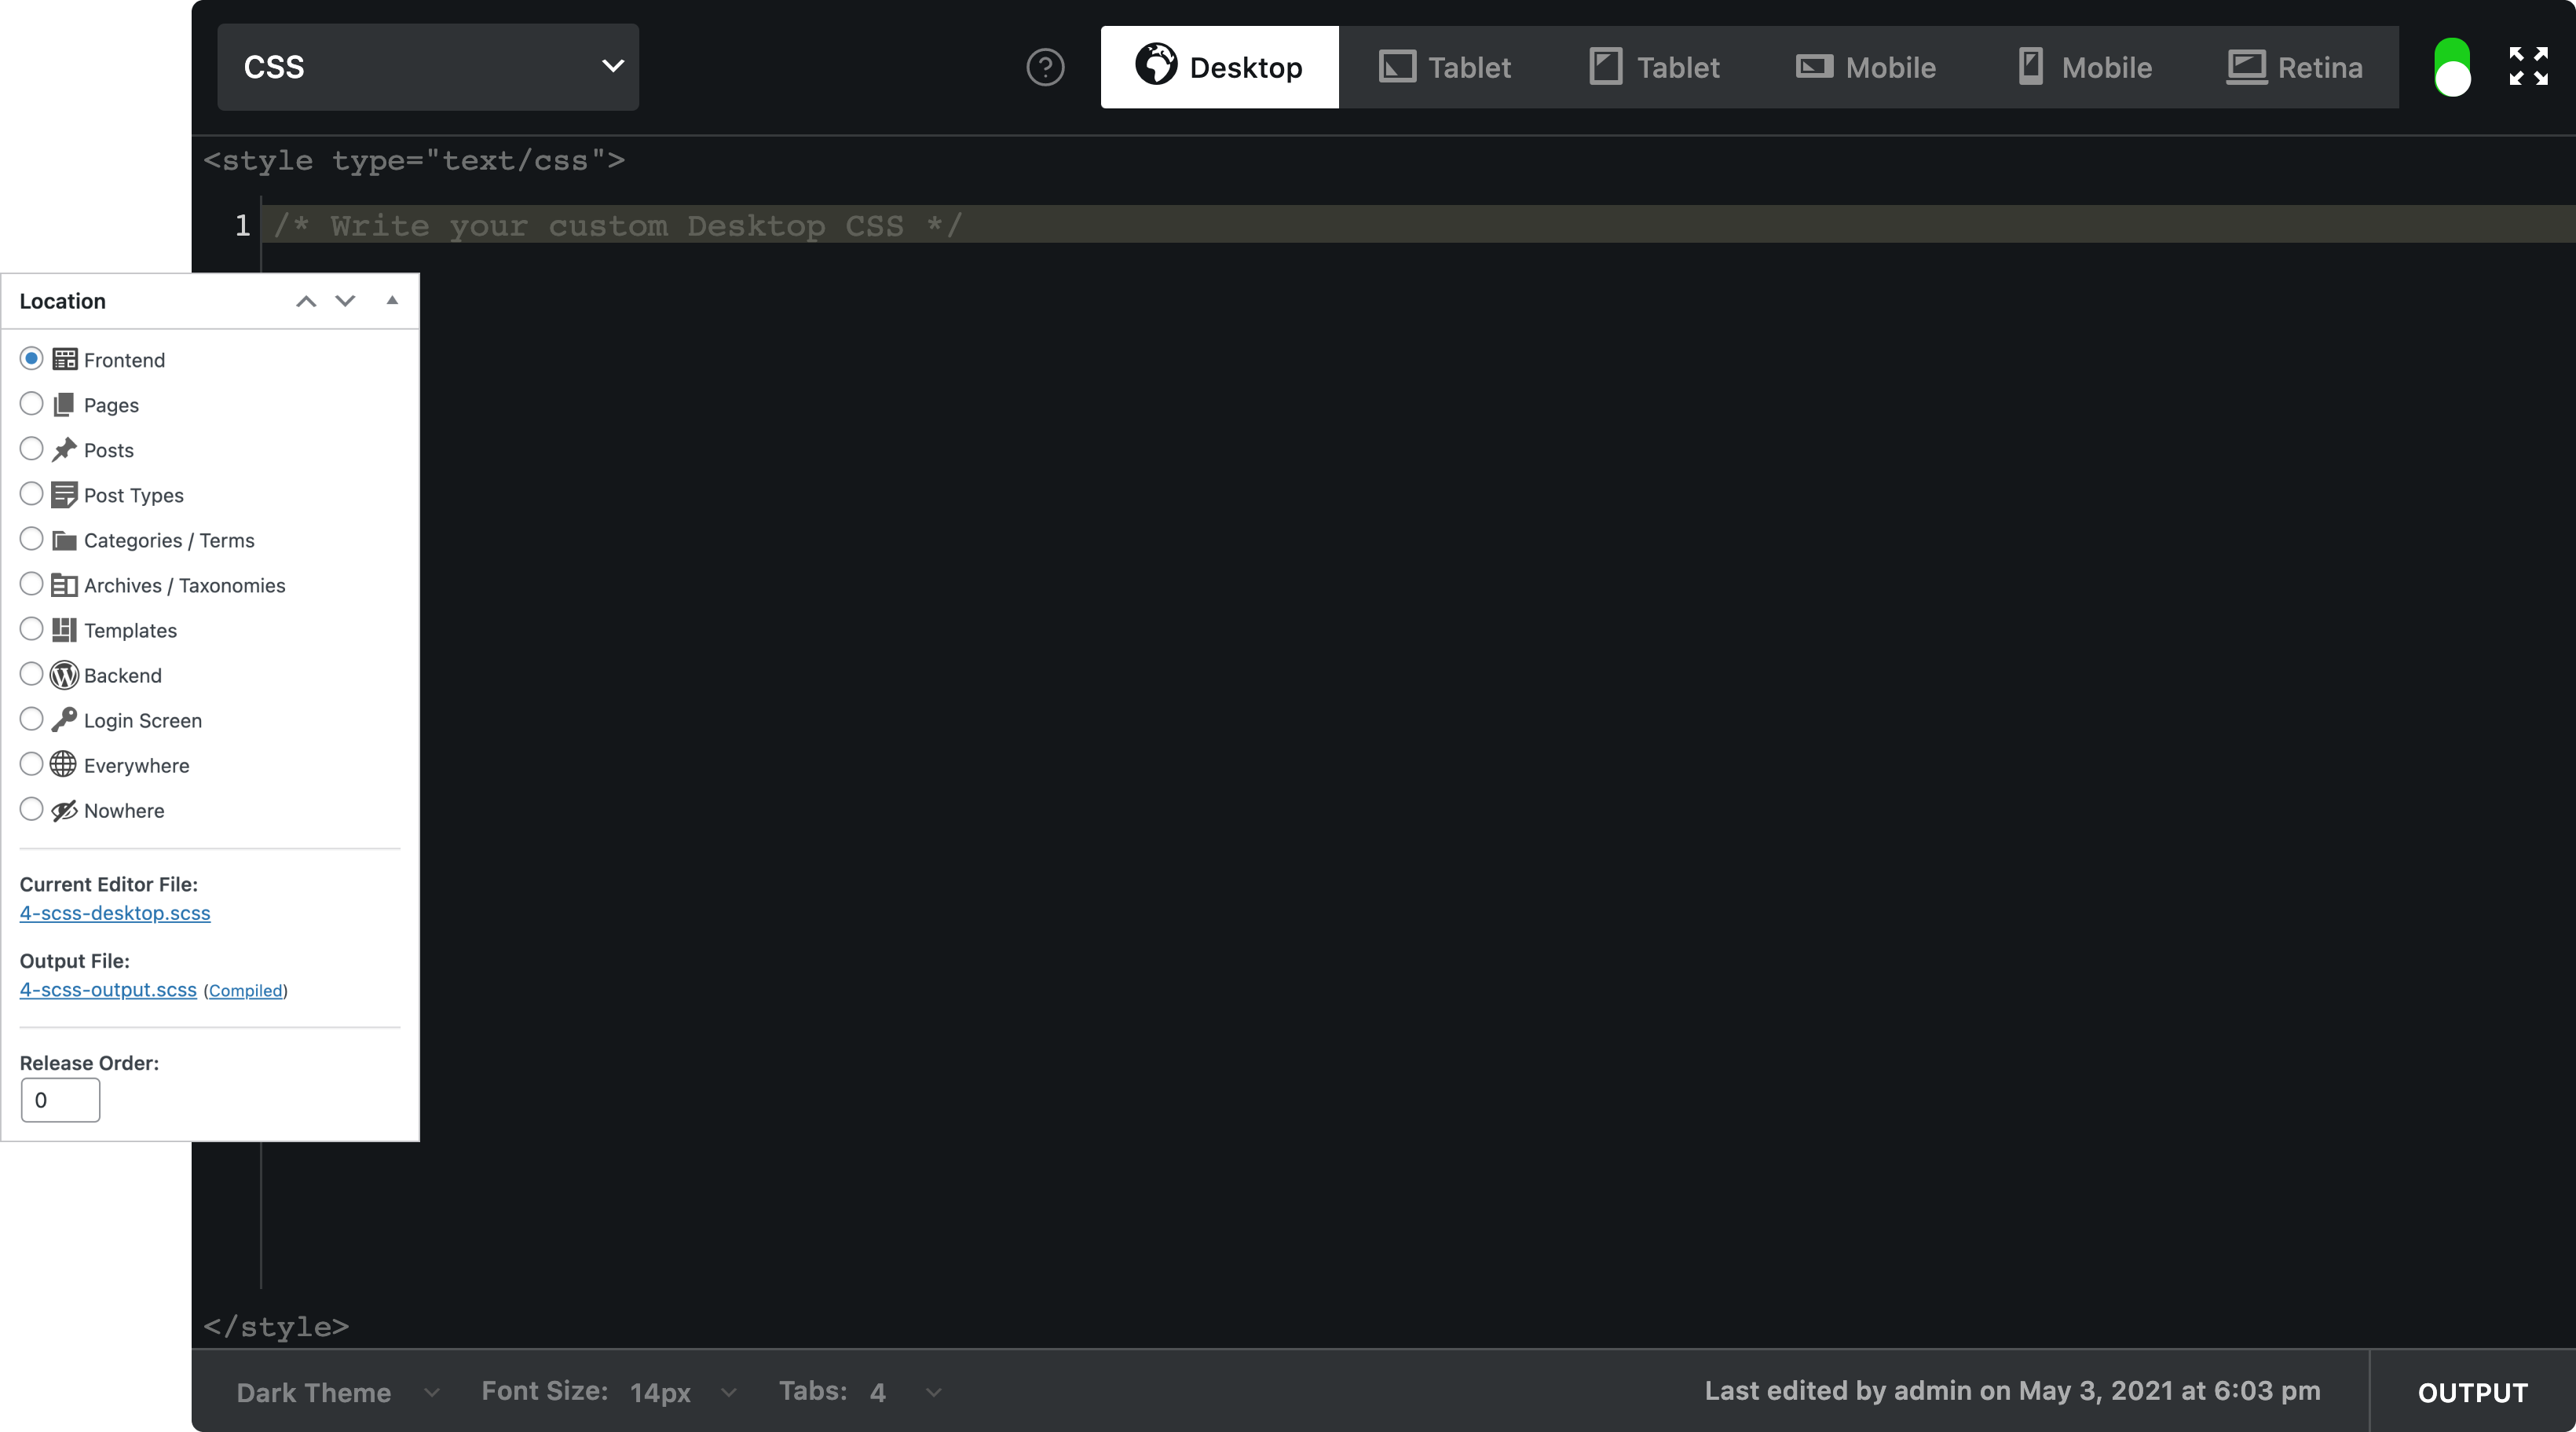 CSS
? Desktop Tablet Tablet Mobile Mobile Retina
<style type="text/css">
1 /* Write your custom Desktop CSS */
Location
Frontend
Pages
Posts
Post Types
Categories / Terms
Archives / Taxonomies
Templates
Backend
Login Screen
Everywhere
Nowhere
Current Editor File:
4-scss-desktop.scss
Output File:
4-scss-output.scss (Compiled)
Release Order:
0
</style>
Dark Theme Font Size: 14px Tabs: 4 Last edited by admin on May 3, 2021 at 6:03 pm OUTPUT